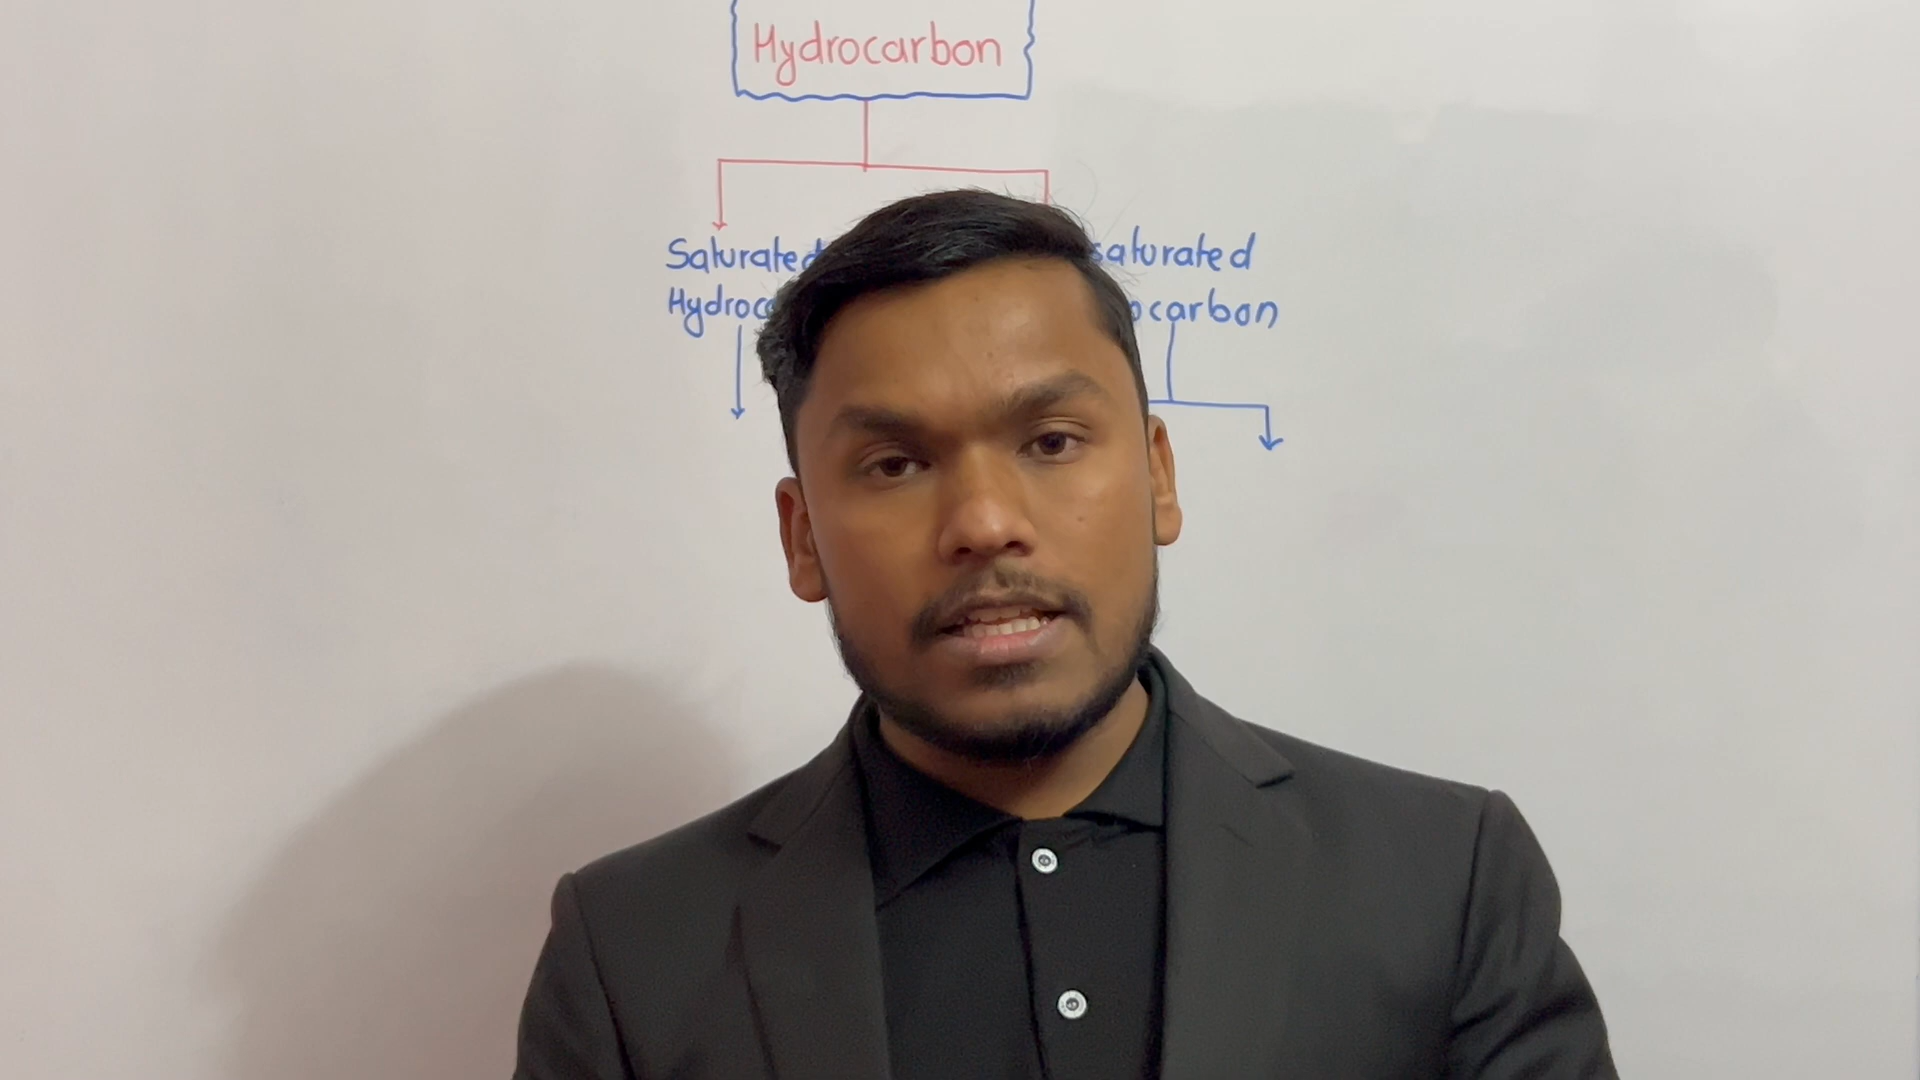 Hydrocarbon
Saturated saturated
Hydroc ocarbon